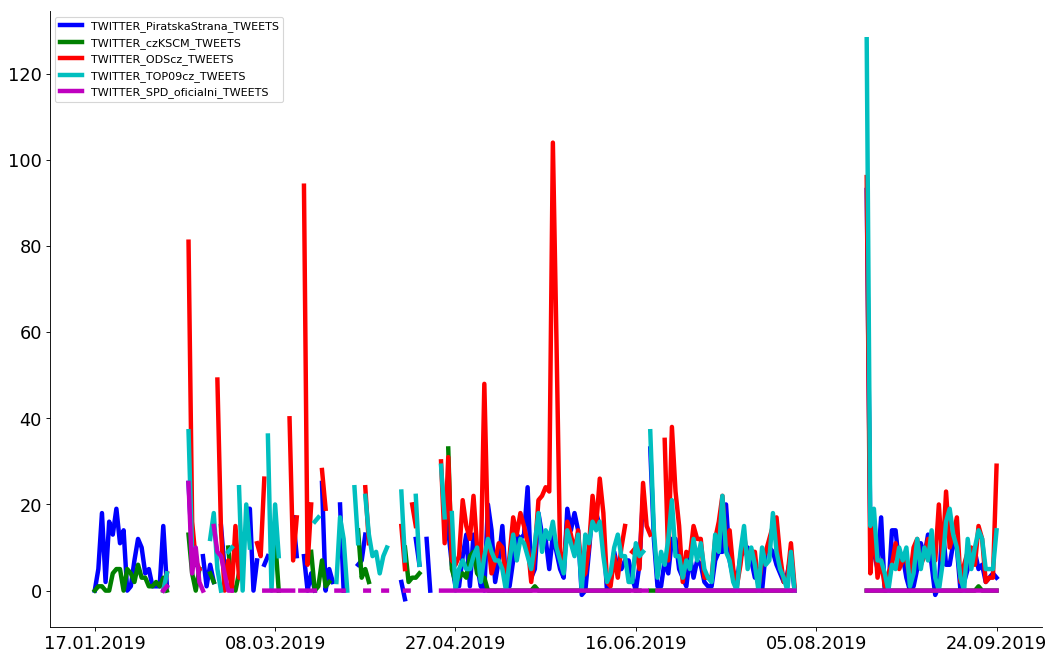 TWITTER_PiratskaStrana_TWEETS
TWITTER_czKSCM_TWEETS
TWITTER_ODScz_TWEETS
TWITTER_TOP09cz_TWEETS
TWITTER_SPD_oficialni_TWEETS
120
100
80
60
40
20
0
17.01.2019 08.03.2019 27.04.2019 16.06.2019 05.08.2019 24.09.2019